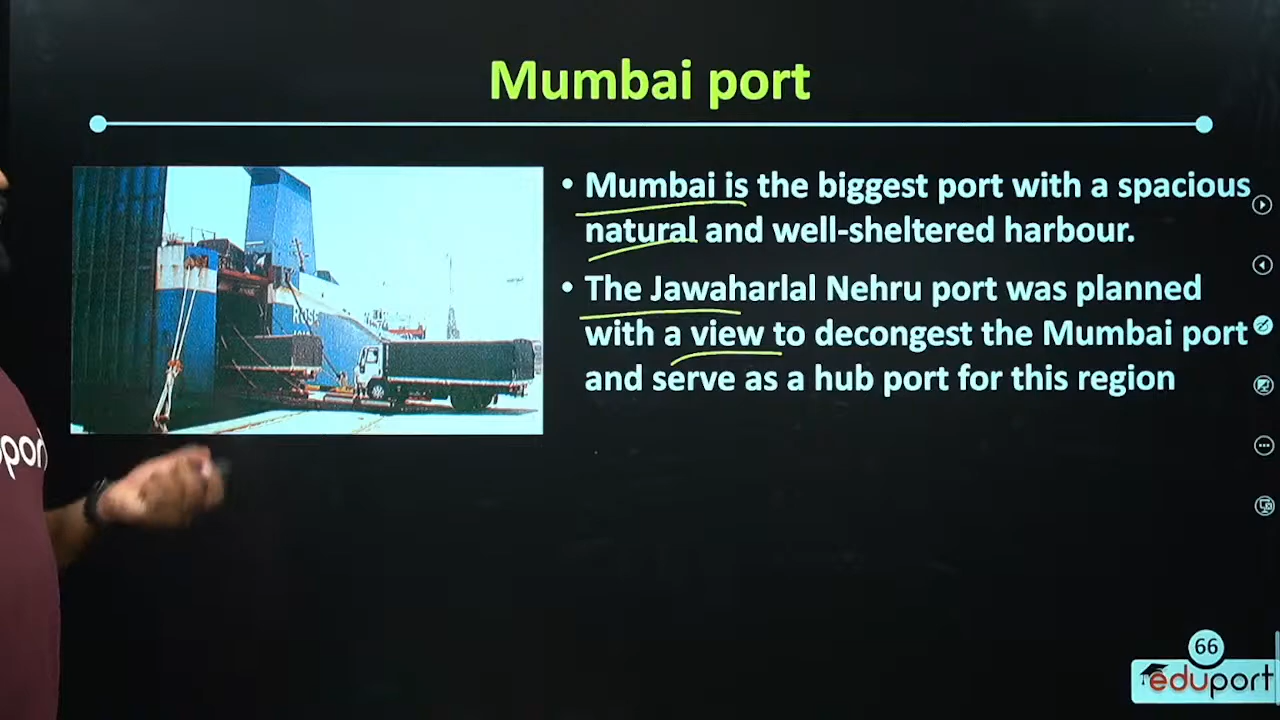 Mumbai port
• Mumbai is the biggest port with a spacious
natural and well-sheltered harbour.
• The Jawaharlal Nehru port was planned
with a view to decongest the Mumbai port
and serve as a hub port for this region
port
66
eduport